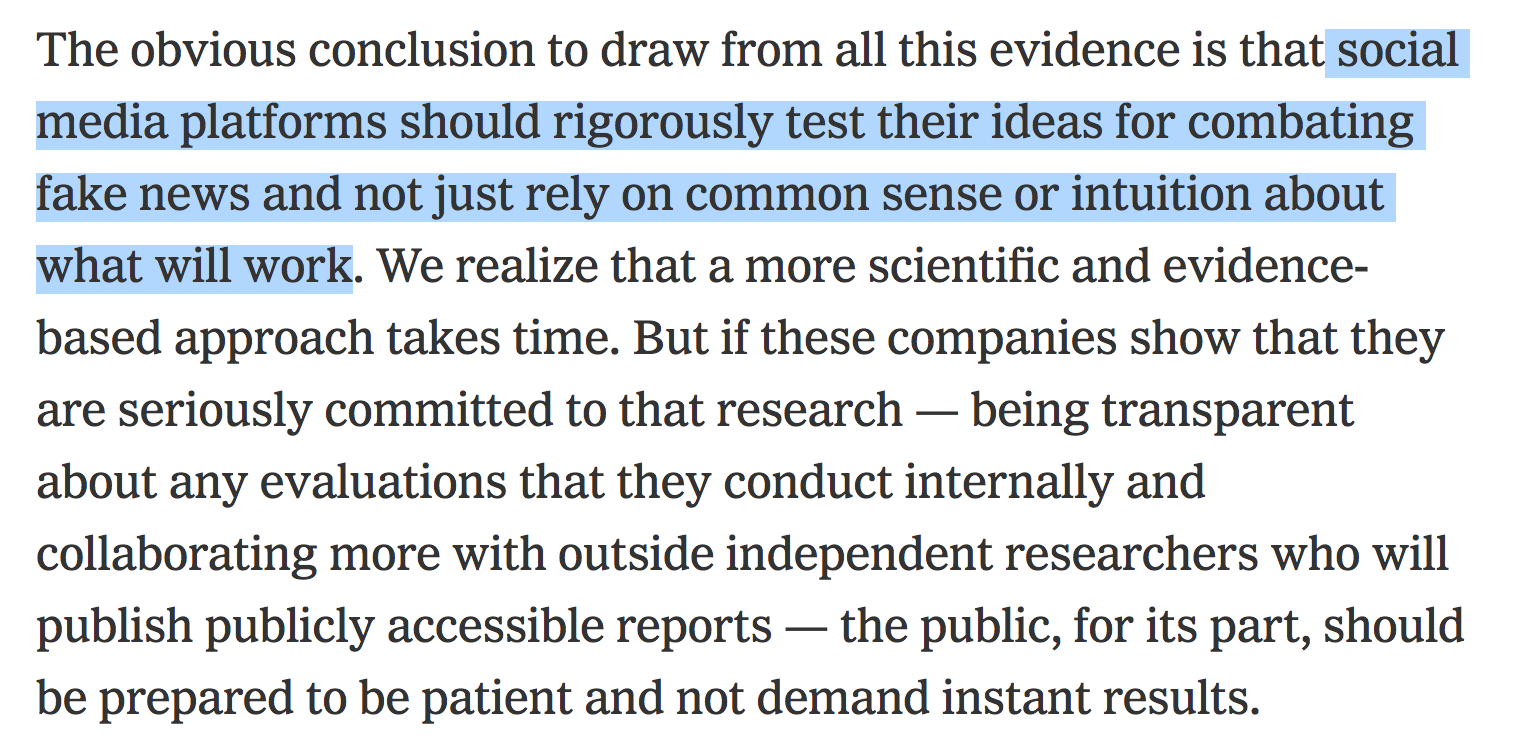 The obvious conclusion to draw from all this evidence is that social
media platforms should rigorously test their ideas for combating
fake news and not just rely on common sense or intuition about
what will work. We realize that a more scientific and evidence-
based approach takes time. But if these companies show that they
are seriously committed to that research — being transparent
about any evaluations that they conduct internally and
collaborating more with outside independent researchers who will
publish publicly accessible reports — the public, for its part, should
be prepared to be patient and not demand instant results.